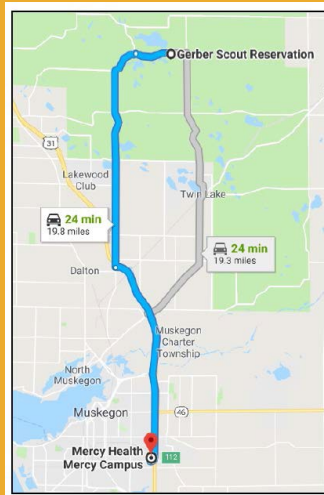 Gerber Scout Reservation
31
Lakewood
Club
Twin Lake
24 min
19.8 miles
24 min
19.3 miles
Dalton
Muskegon
Charter
Township
North
Muskegon
Muskegon
46
Mercy Health
Mercy Campus
112